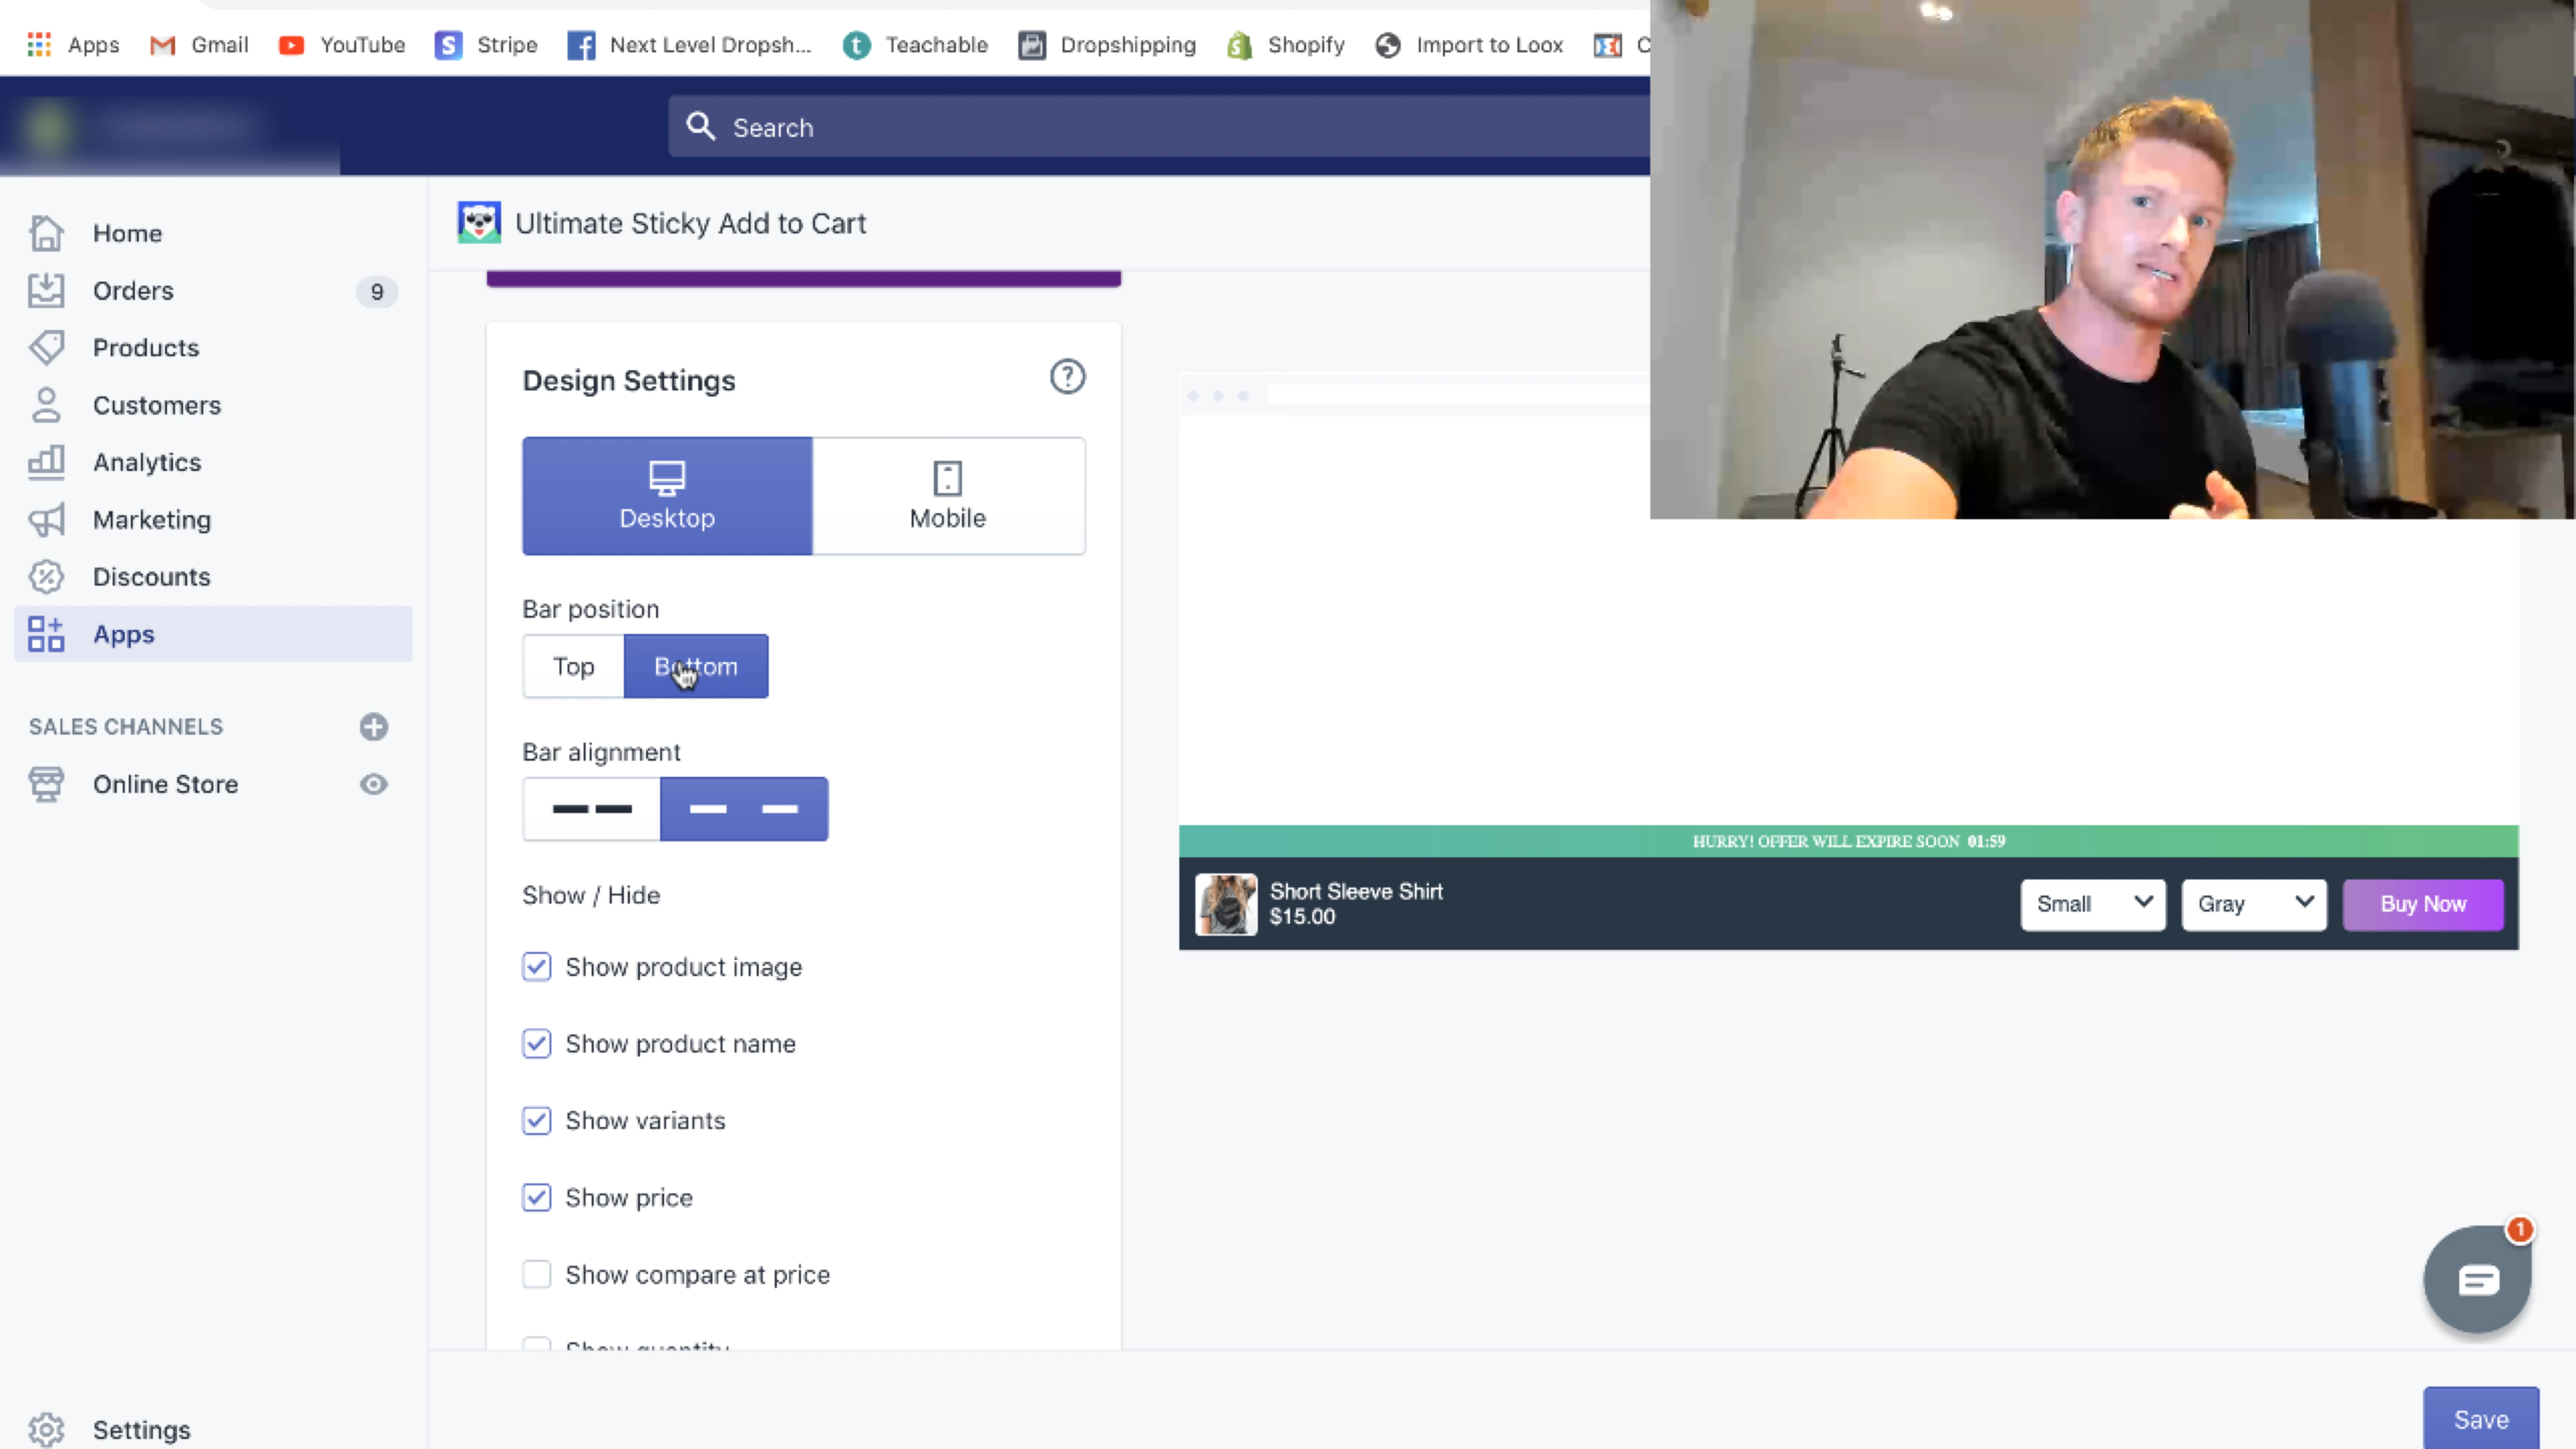 Apps Gmail YouTube Stripe Next Level Dropsh... Teachable Dropshipping Shopify Import to Loox C
Search
Ultimate Sticky Add to Cart
Home
Orders 9
Products
Customers
Analytics
Marketing
Discounts
Apps
SALES CHANNELS
Online Store
Settings
Design Settings
Desktop Mobile
Bar position
Top Bottom
Bar alignment
Show / Hide
Show product image
Show product name
Show variants
Show price
Show compare at price
Show quantity
HURRY! OFFER WILL EXPIRE SOON 01:59
Short Sleeve Shirt
$15.00
Small Gray Buy Now
1
Save